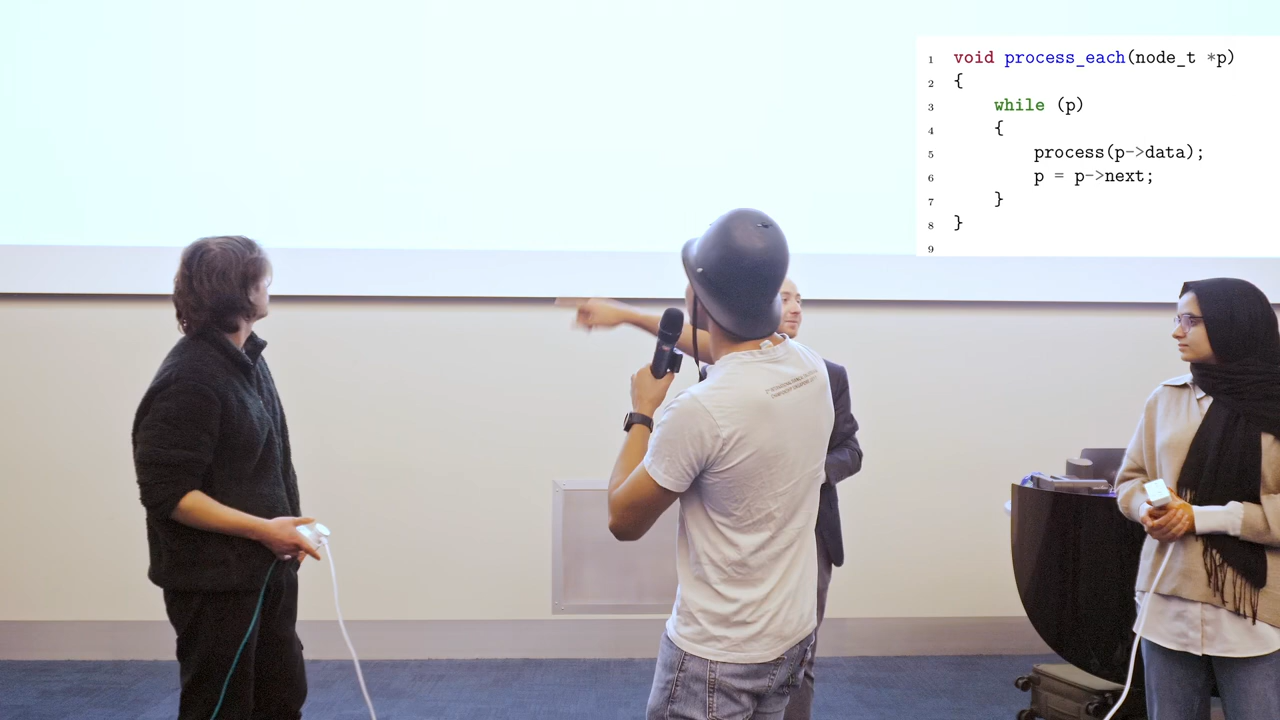 1 void process_each(node_t *p)
2 {
3     while (p)
4     {
5         process(p->data);
6         p = p->next;
7     }
8 }
9